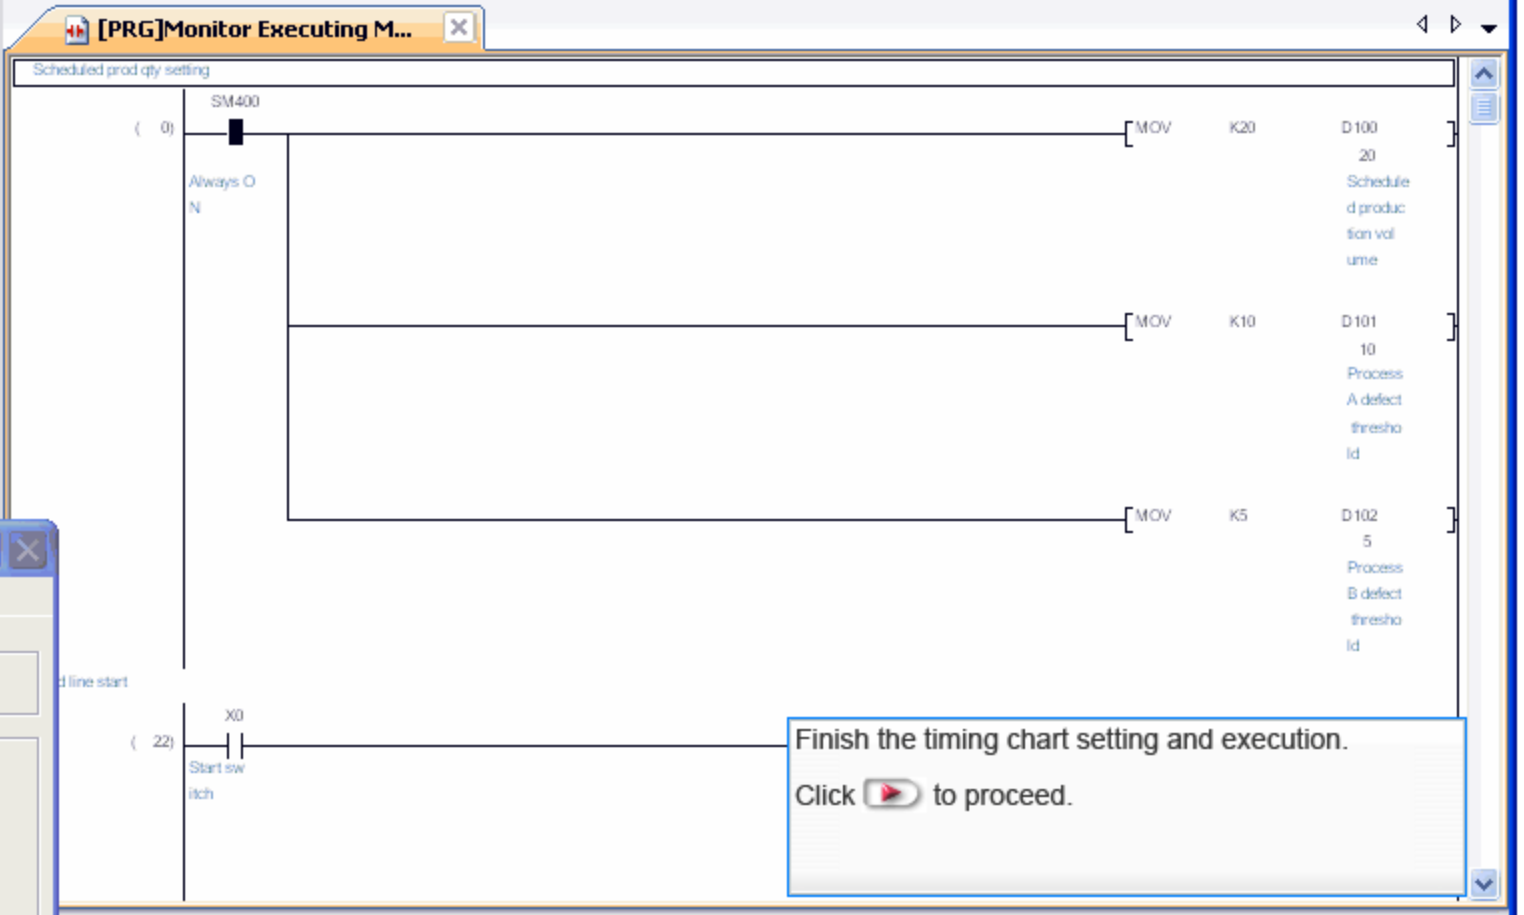 [PRG]Monitor Executing M...
Scheduled prod qty setting
SM400
( 0)
MOV K20 D100
20
Always O
N
Schedule
d produc
tion vol
ume
MOV K10 D101
10
Process
A defect
thresho
ld
MOV K5 D102
5
Process
B defect
thresho
ld
d line start
X0
( 22)
Start sw
itch
Finish the timing chart setting and execution.
Click to proceed.